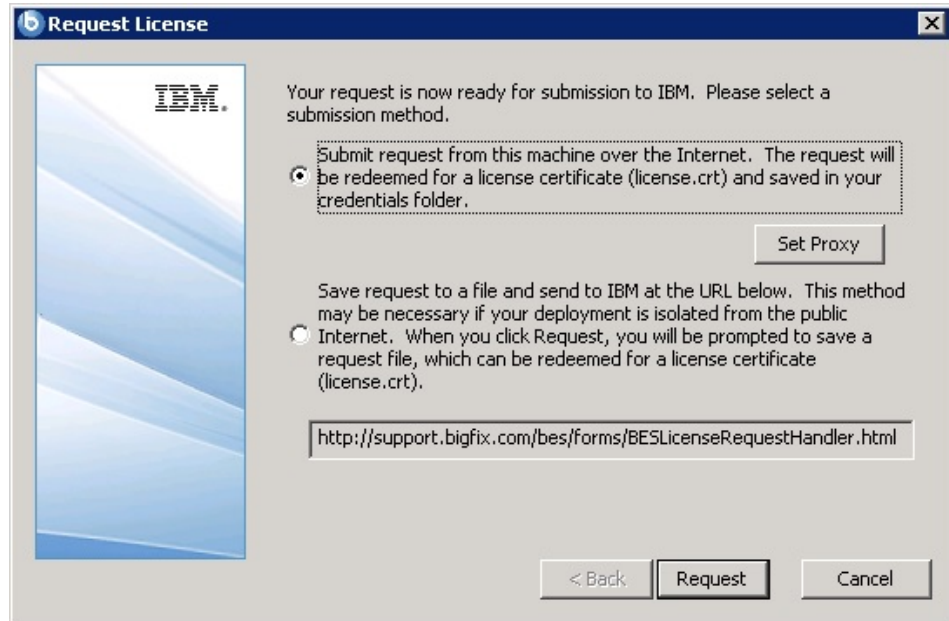 Request License
IBM.
Your request is now ready for submission to IBM. Please select a
submission method.
Submit request from this machine over the Internet. The request will
be redeemed for a license certificate (license.crt) and saved in your
credentials folder.
Set Proxy
Save request to a file and send to IBM at the URL below. This method
may be necessary if your deployment is isolated from the public
Internet. When you click Request, you will be prompted to save a
request file, which can be redeemed for a license certificate
(license.crt).
http://support.bigfix.com/bes/forms/BESLicenseRequestHandler.html
< Back
Request
Cancel